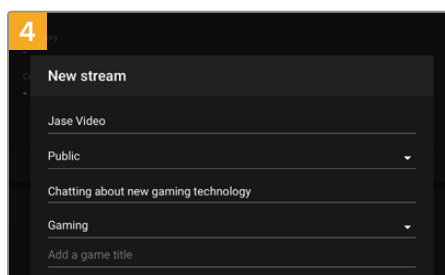 4
New stream
Jase Video
Public
Chatting about new gaming technology
Gaming
Add a game title